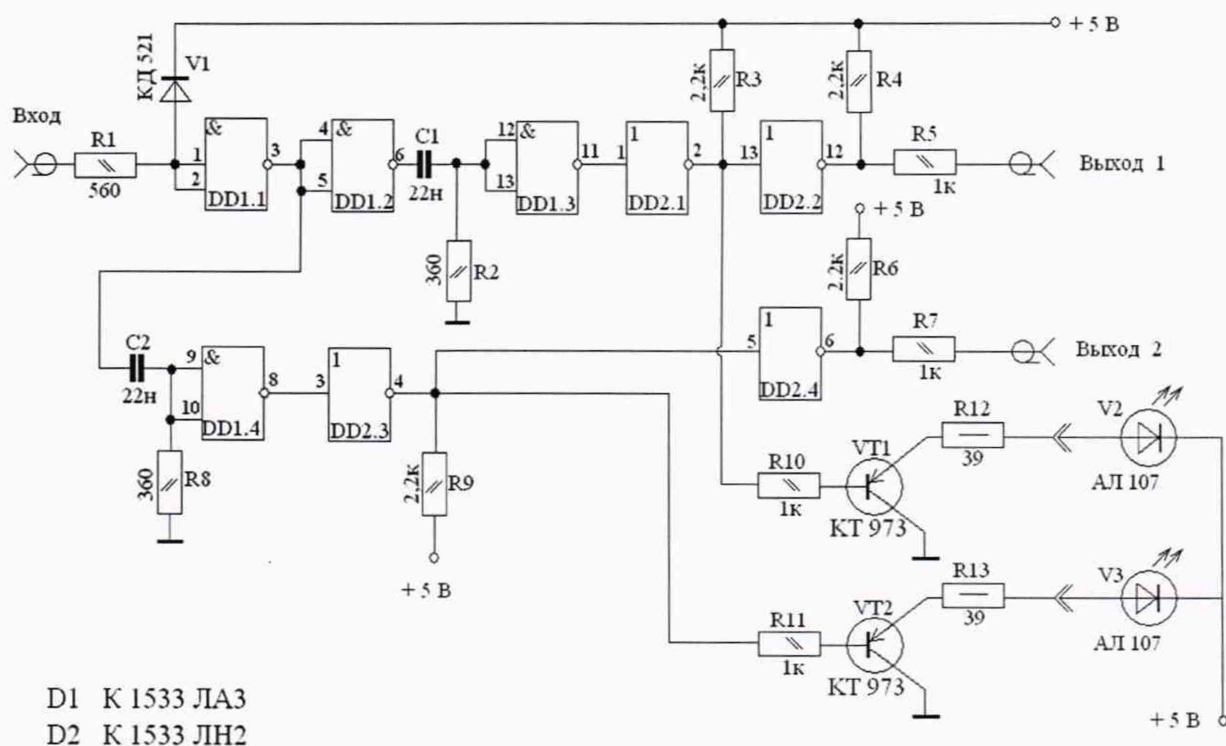 + 5 В
КД 521
V1
2,2к
R3
2,2к
R4
Вход
R1
560
1
2
&
3
DD1.1
4
5
&
6
DD1.2
C1
22н
12
13
&
11
DD1.3
1
1
2
DD2.1
13
1
12
DD2.2
R5
1к
Выход 1
+ 5 В
360
R2
2,2к
R6
C2
22н
9
10
&
8
DD1.4
3
1
4
DD2.3
5
1
6
DD2.4
R7
1к
Выход 2
360
R8
2,2к
R9
+ 5 В
R10
1к
VT1
КТ 973
R12
39
V2
АЛ 107
R11
1к
VT2
КТ 973
R13
39
V3
АЛ 107
+ 5 В
D1 К 1533 ЛА3
D2 К 1533 ЛН2